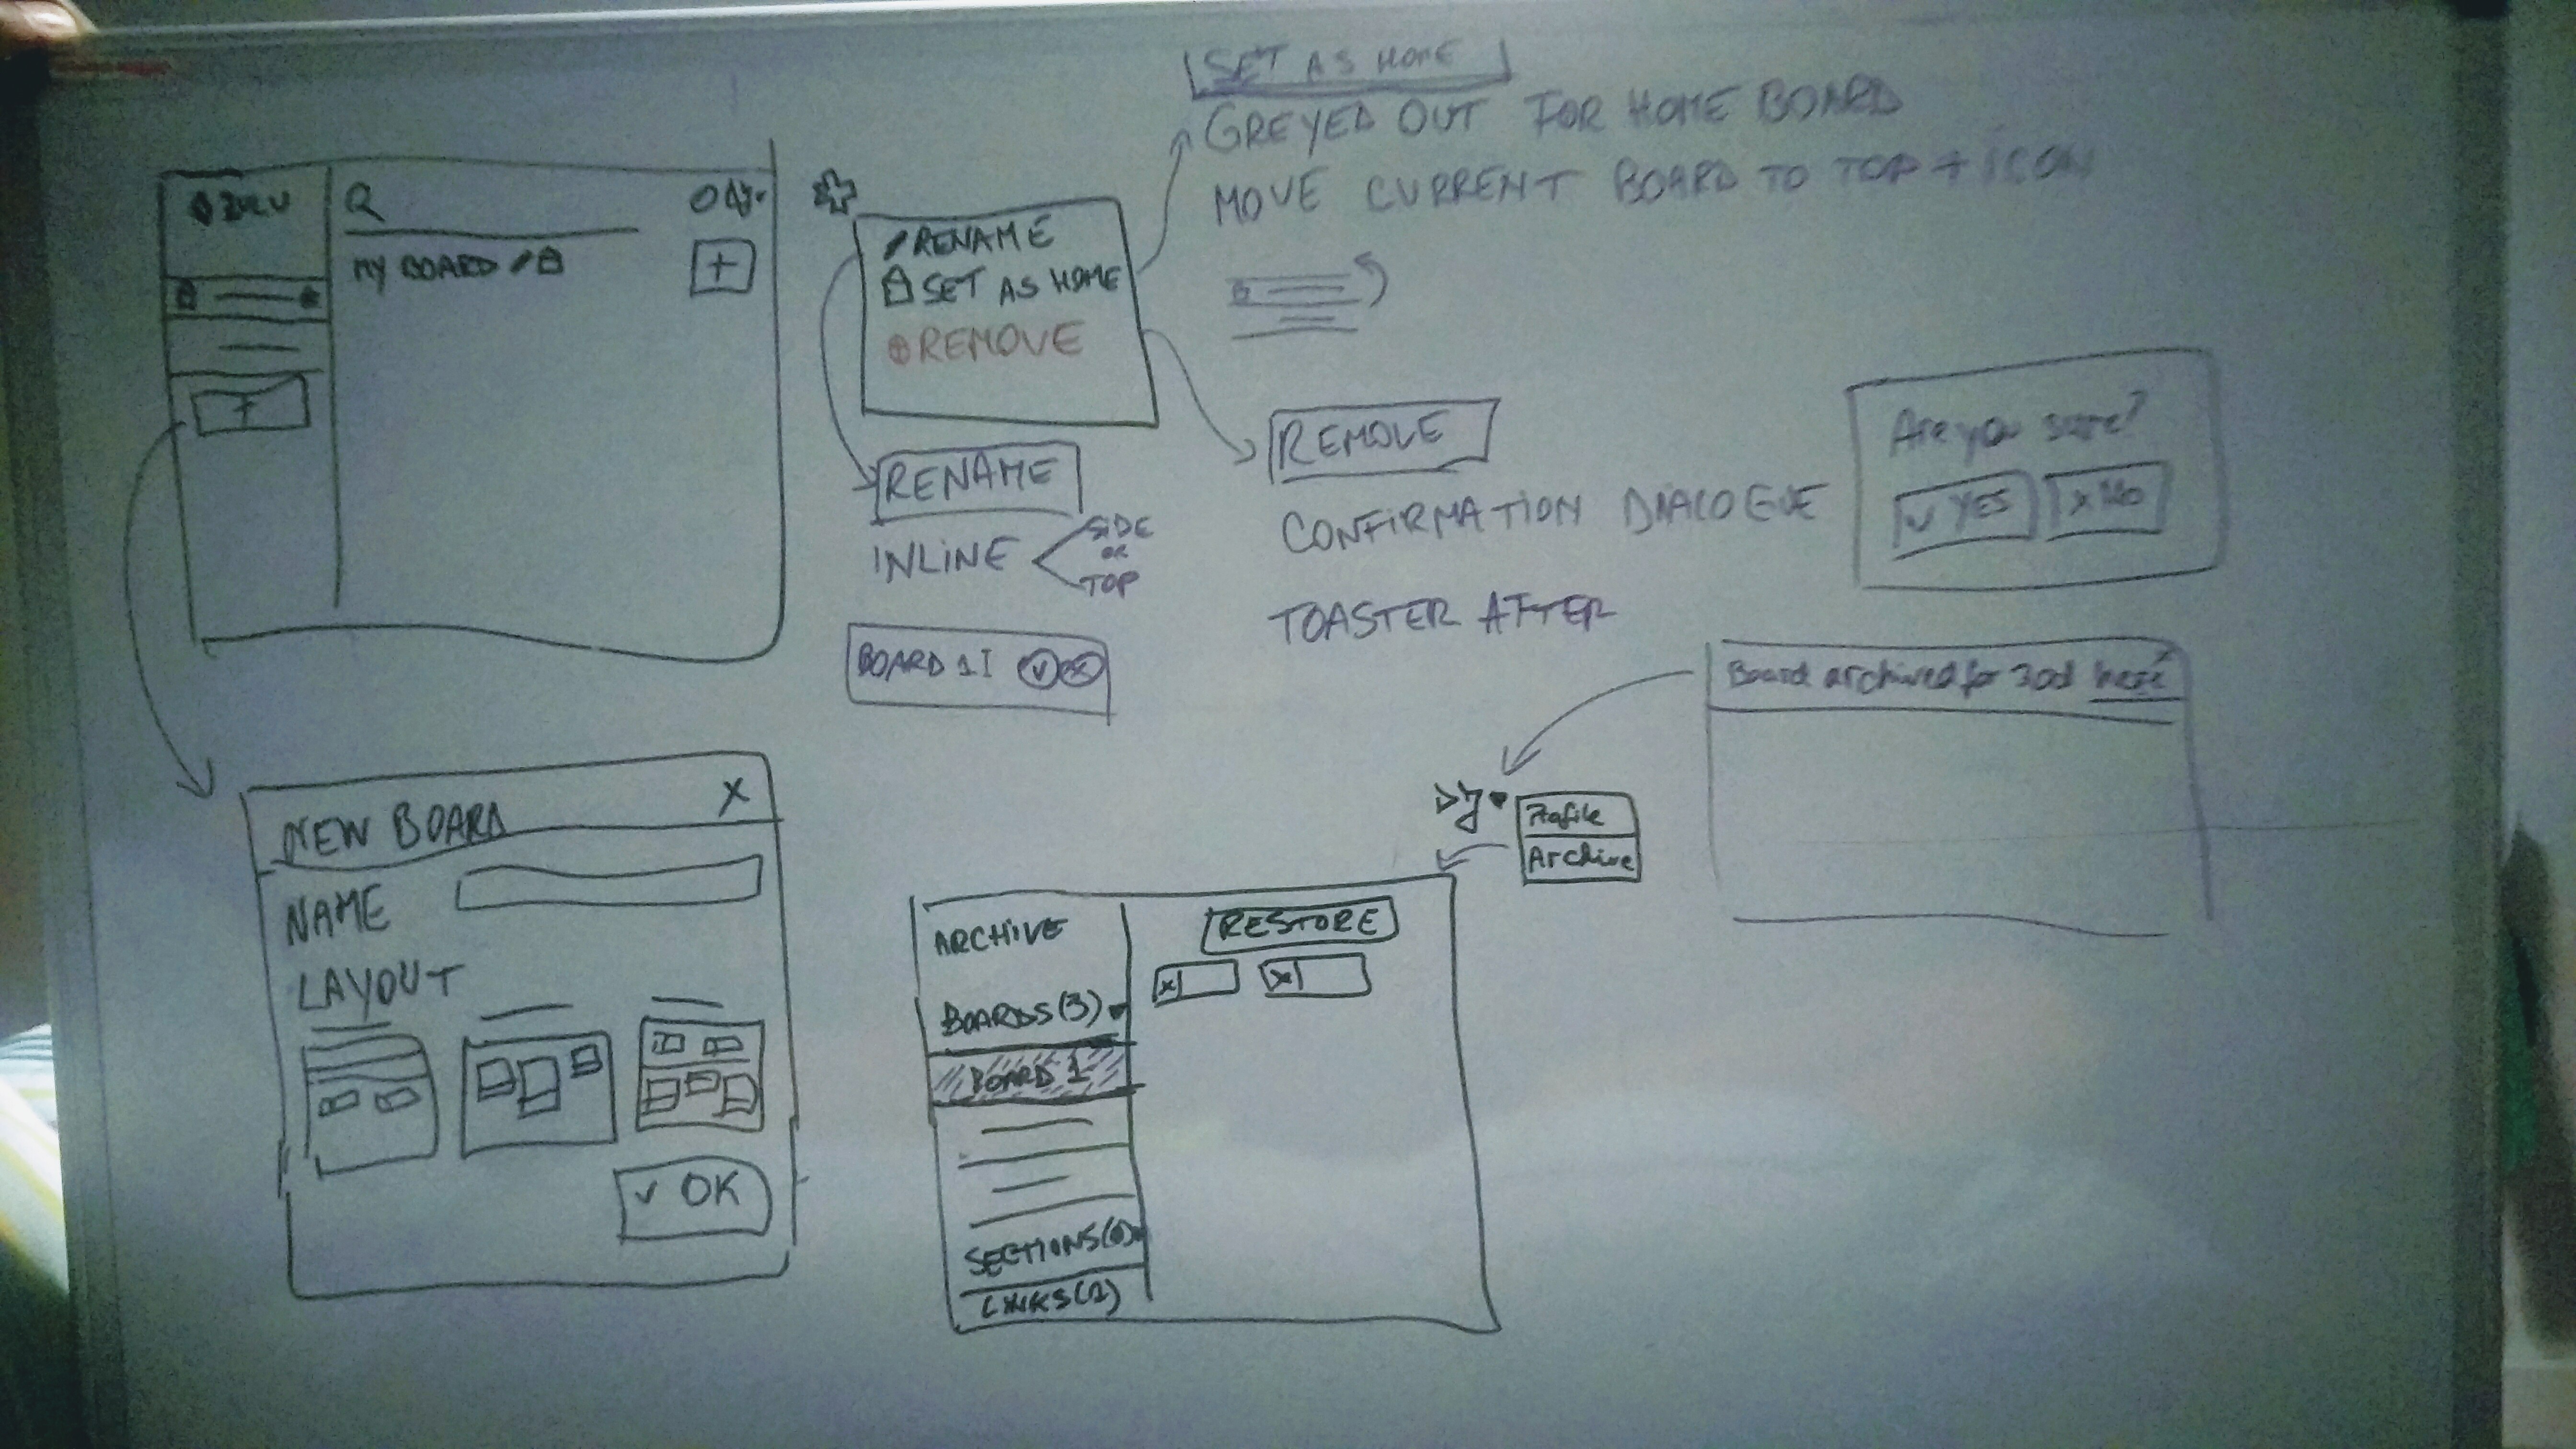 SET AS HOME
GREYED OUT FOR HOME BOARD
MOVE CURRENT BOARD TO TOP + ICON
MY BOARD
+
+
RENAME
SET AS HOME
REMOVE
RENAME
INLINE
SIDE
OR
TOP
BOARD 1
REMOVE
CONFIRMATION DIALOGUE
TOASTER AFTER
Are you sure?
YES
x No
Board archived for 30d here
x
Profile
Archive
NEW BOARD X
NAME
LAYOUT
OK
ARCHIVE
RESTORE
BOARDS (3)
BOARD 1
SECTIONS
LINKS (1)